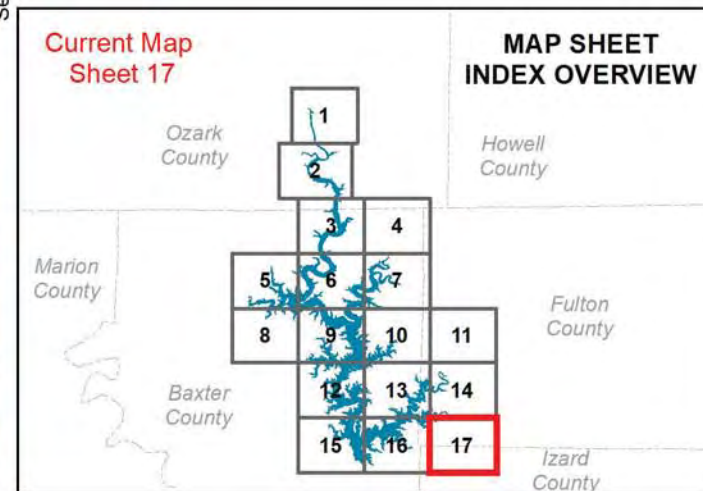 Current Map
Sheet 17
MAP SHEET
INDEX OVERVIEW
Ozark
County
Howell
County
1
2
3
4
Marion
County
5
6
7
Fulton
County
8
9
10
11
Baxter
County
12
13
14
15
16
17
Izard
County